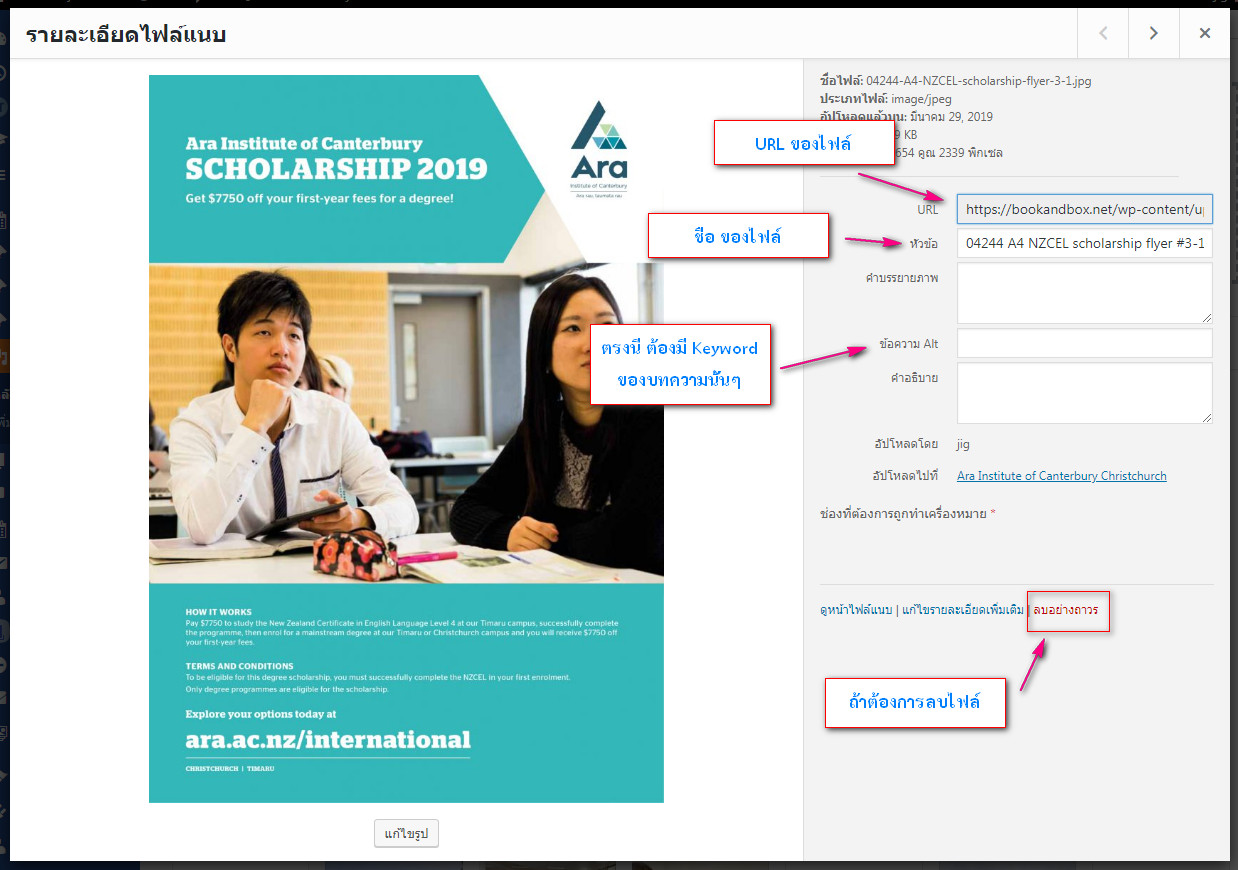 รายละเอียดไฟล์แนบ
Ara Institute of Canterbury
SCHOLARSHIP 2019
Get $7750 off your first-year fees for a degree!
Ara
Institute of Canterbury
ชื่อไฟล์: 04244-A4-NZCEL-scholarship-flyer-3-1.jpg
ประเภทไฟล์: image/jpeg
อัปโหลดแล้วบน: มีนาคม 29, 2019
KB
654 คูณ 2339 พิกเซล
URL ของไฟล์
URL
https://bookandbox.net/wp-content/u
ชื่อ ของไฟล์
หัวข้อ
04244 A4 NZCEL scholarship flyer #3-1
คำบรรยายภาพ
ตรงนี้ ต้องมี Keyword
ของบทความนั้นๆ
ข้อความ Alt
คำอธิบาย
อัปโหลดโดย
jig
อัปโหลดไปที่
Ara Institute of Canterbury Christchurch
ช่องที่ต้องการถูกทำเครื่องหมาย *
ดูหน้าไฟล์แนบ | แก้ไขรายละเอียดเพิ่มเติม | ลบอย่างถาวร
ถ้าต้องการลบไฟล์
HOW IT WORKS
Pay $7750 to study the New Zealand Certificate in English Language Level 4 at our Timaru campus, successfully complete
the programme, then enrol for a mainstream degree at our Timaru or Christchurch campus and you will receive $7750 off
your first-year fees.
TERMS AND CONDITIONS
To be eligible for this degree scholarship, you must successfully complete the NZCEL in your first enrolment.
Only degree programmes are eligible for the scholarship.
Explore your options today at
ara.ac.nz/international
CHRISTCHURCH | TIMARU
แก้ไขรูป